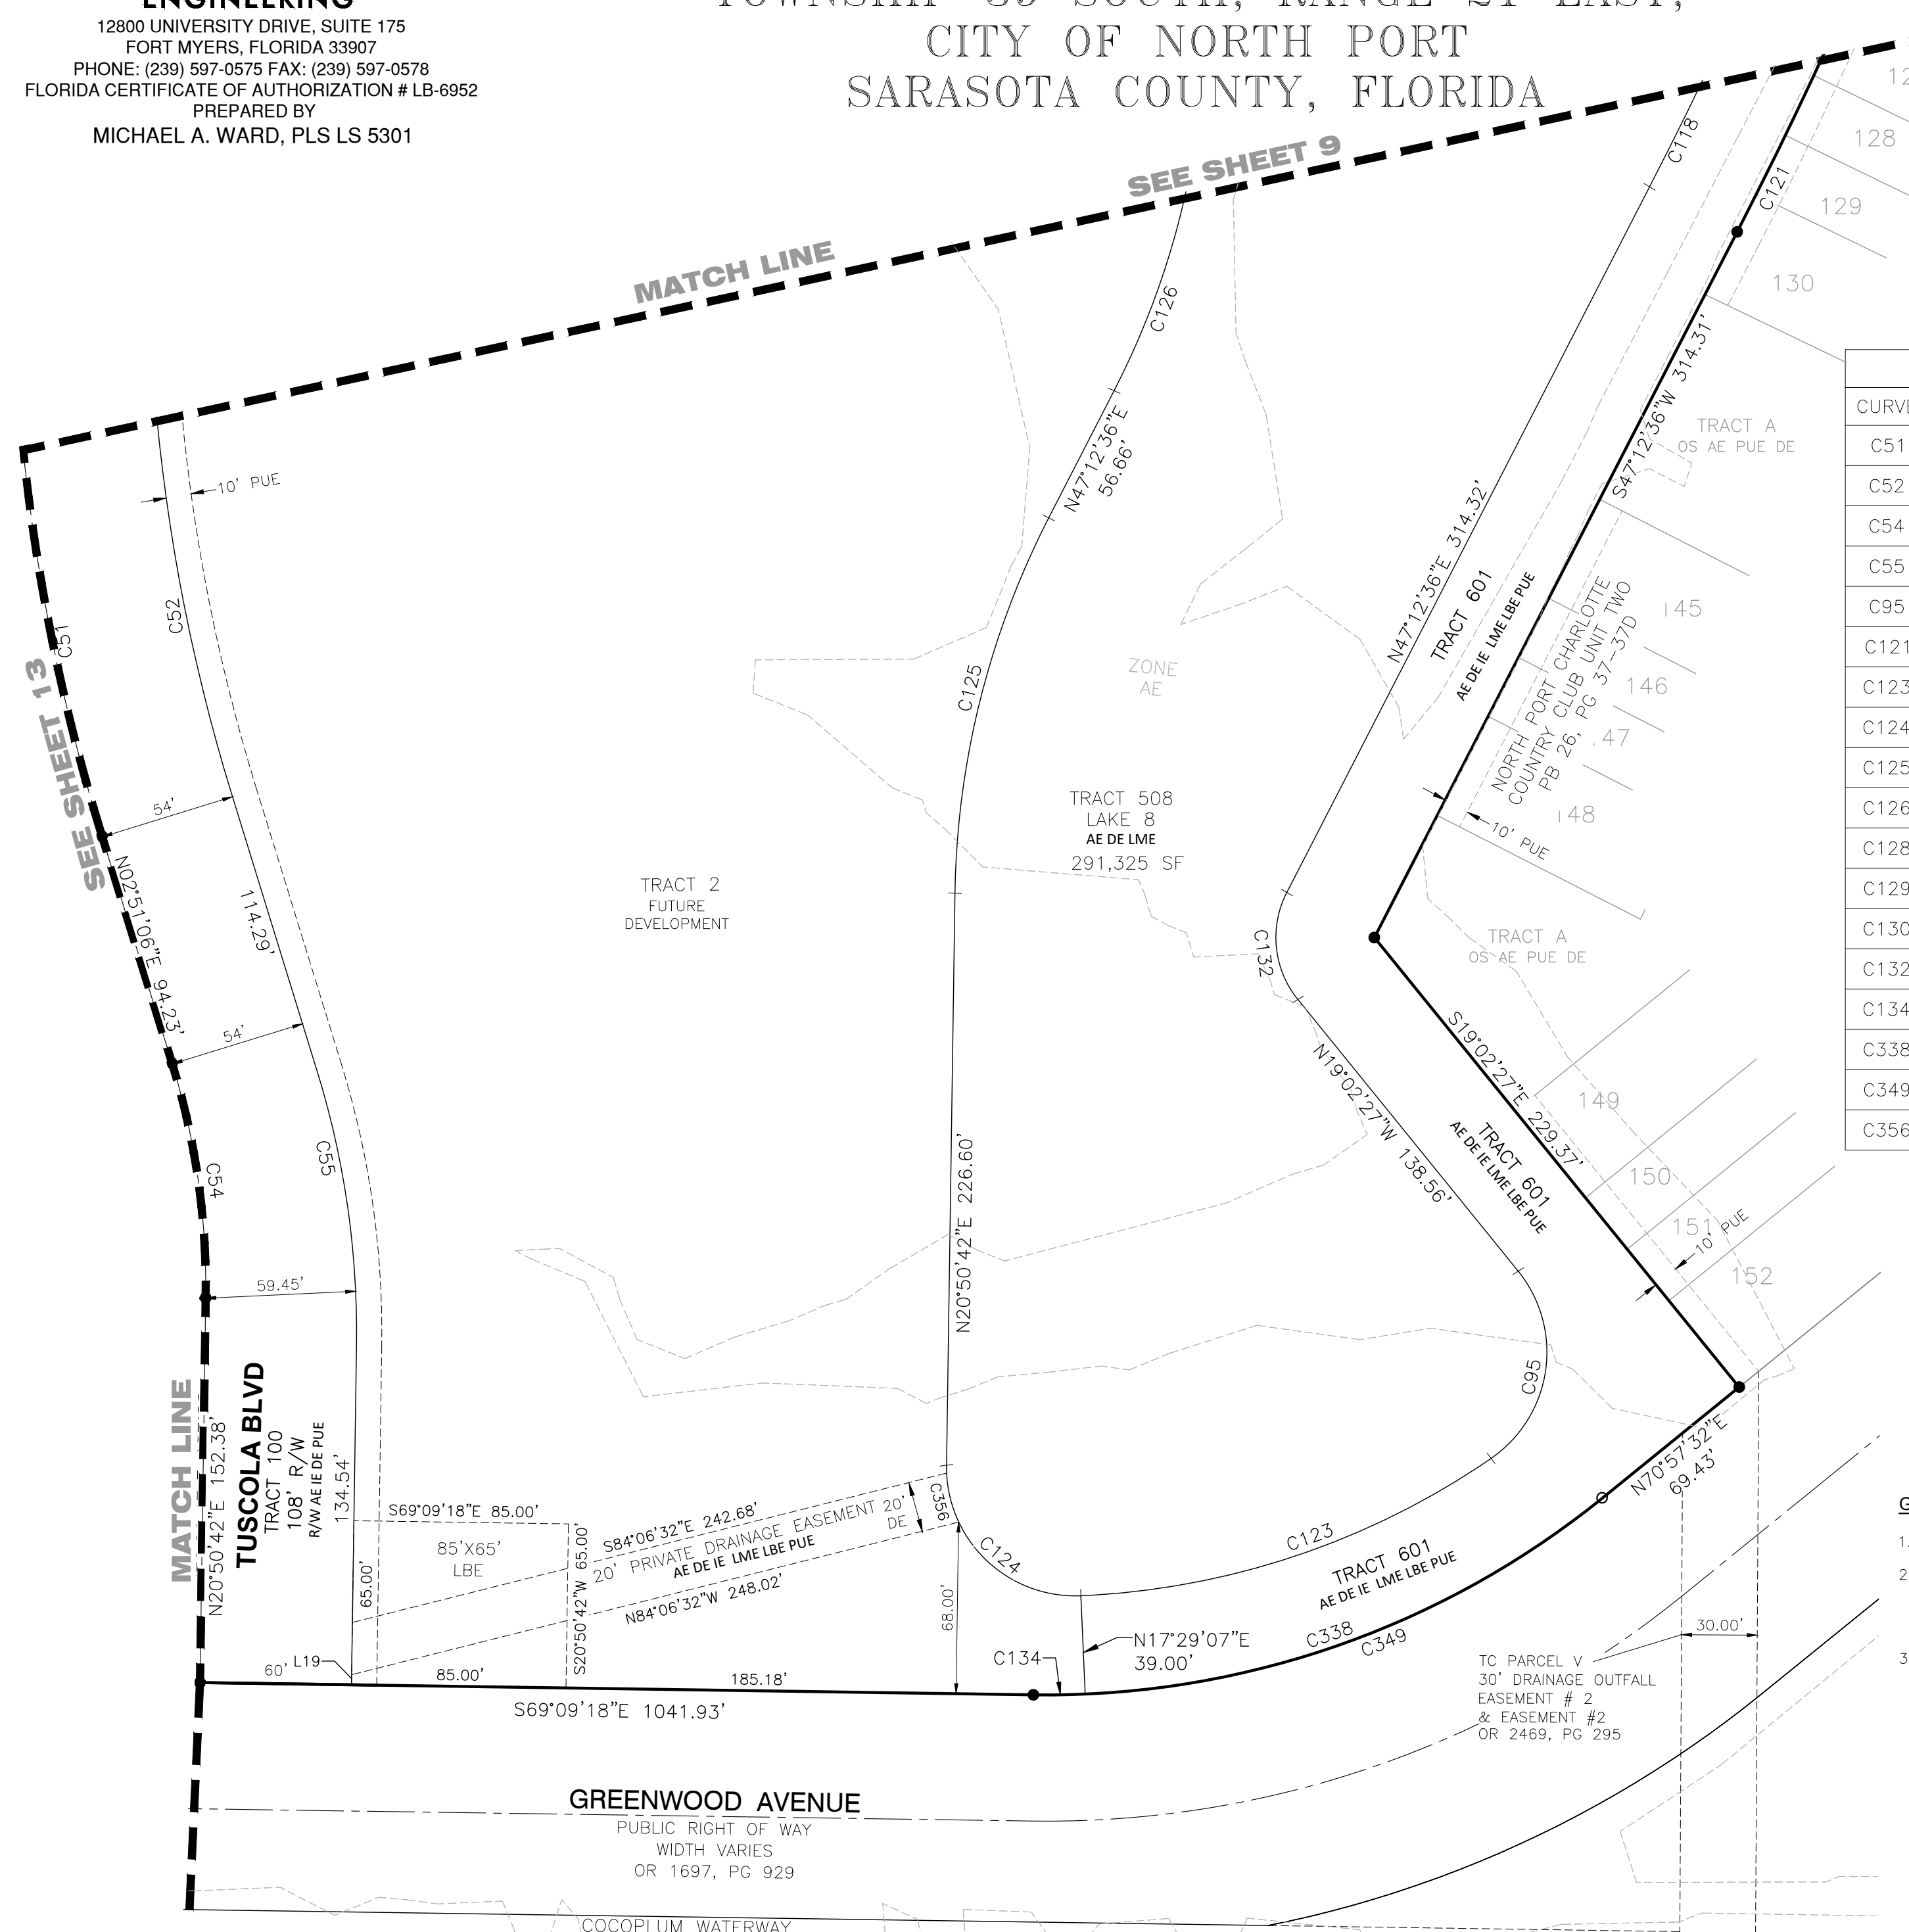 ENGINEERING
12800 UNIVERSITY DRIVE, SUITE 175
FORT MYERS, FLORIDA 33907
PHONE: (239) 597-0575 FAX: (239) 597-0578
FLORIDA CERTIFICATE OF AUTHORIZATION # LB-6952
PREPARED BY
MICHAEL A. WARD, PLS LS 5301
CITY OF NORTH PORT
SARASOTA COUNTY, FLORIDA
SEE SHEET 9
MATCH LINE
C118
C121
128
129
130
C126
N47°12'36"E
56.66'
S47°12'36"W 314.31'
TRACT A
OS AE PUE DE
10' PUE
C52
C51
SEE SHEET 13
54'
N02°51'06"E 94.23'
114.29'
54'
C125
ZONE
AE
N47°12'36"E 314.32'
TRACT 601
AE DE IE LME LBE PUE
NORTH PORT CHARLOTTE
COUNTRY CLUB UNIT TWO
PB 26, PG 37-37D
145
146
47
148
10' PUE
TRACT 508
LAKE 8
AE DE LME
291,325 SF
TRACT 2
FUTURE
DEVELOPMENT
C132
TRACT A
OS AE PUE DE
S19°02'27"E 229.37'
N19°02'27"W 138.56'
TRACT 601
AE DE IE LME LBE PUE
149
150
151
10' PUE
152
CURVE
C51
C52
C54
C55
C95
C121
C123
C124
C125
C126
C128
C129
C130
C132
C134
C338
C349
C356
C54
C55
59.45'
N20°50'42"E 226.60'
C95
N70°57'32"E
69.43'
MATCH LINE
N20°50'42"E 152.38'
TUSCOLA BLVD
TRACT 100
108' R/W
R/W AE IE DE PUE
134.54'
S69°09'18"E 85.00'
85'X65'
LBE
65.00'
S20°50'42"W 65.00'
S84°06'32"E 242.68'
20' PRIVATE DRAINAGE EASEMENT
AE DE IE LME LBE PUE
N84°06'32"W 248.02'
20'
DE
C356
C124
C123
TRACT 601
AE DE IE LME LBE PUE
68.00'
C134
N17°29'07"E
39.00'
C338
C349
60'
L19
85.00'
185.18'
S69°09'18"E 1041.93'
30.00'
TC PARCEL V
30' DRAINAGE OUTFALL
EASEMENT # 2
& EASEMENT #2
OR 2469, PG 295
1.
2
3
GREENWOOD AVENUE
PUBLIC RIGHT OF WAY
WIDTH VARIES
OR 1697, PG 929
COCOPLUM WATERWAY